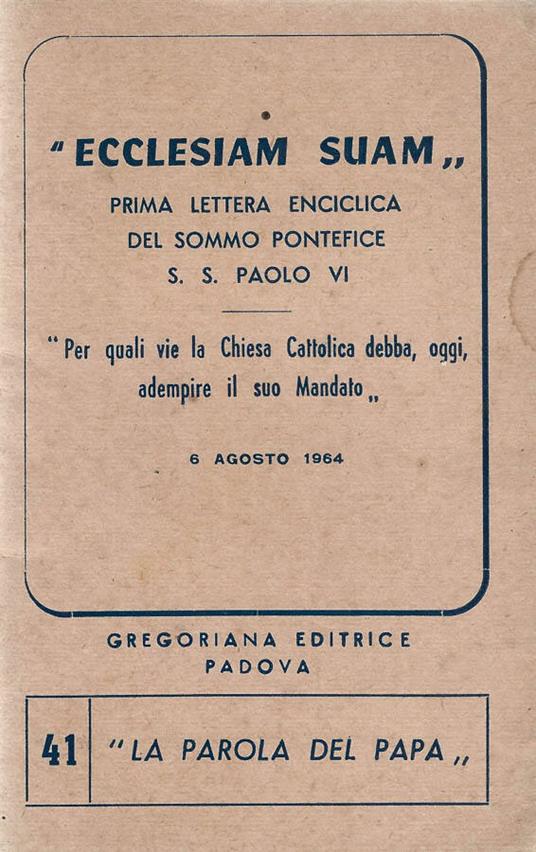 "ECCLESIAM SUAM„
PRIMA LETTERA ENCICLICA
DEL SOMMO PONTEFICE
S. S. PAOLO VI
"Per quali vie la Chiesa Cattolica debba, oggi,
adempire il suo Mandato„
6 AGOSTO 1964
GREGORIANA EDITRICE
PADOVA
41 "LA PAROLA DEL PAPA„